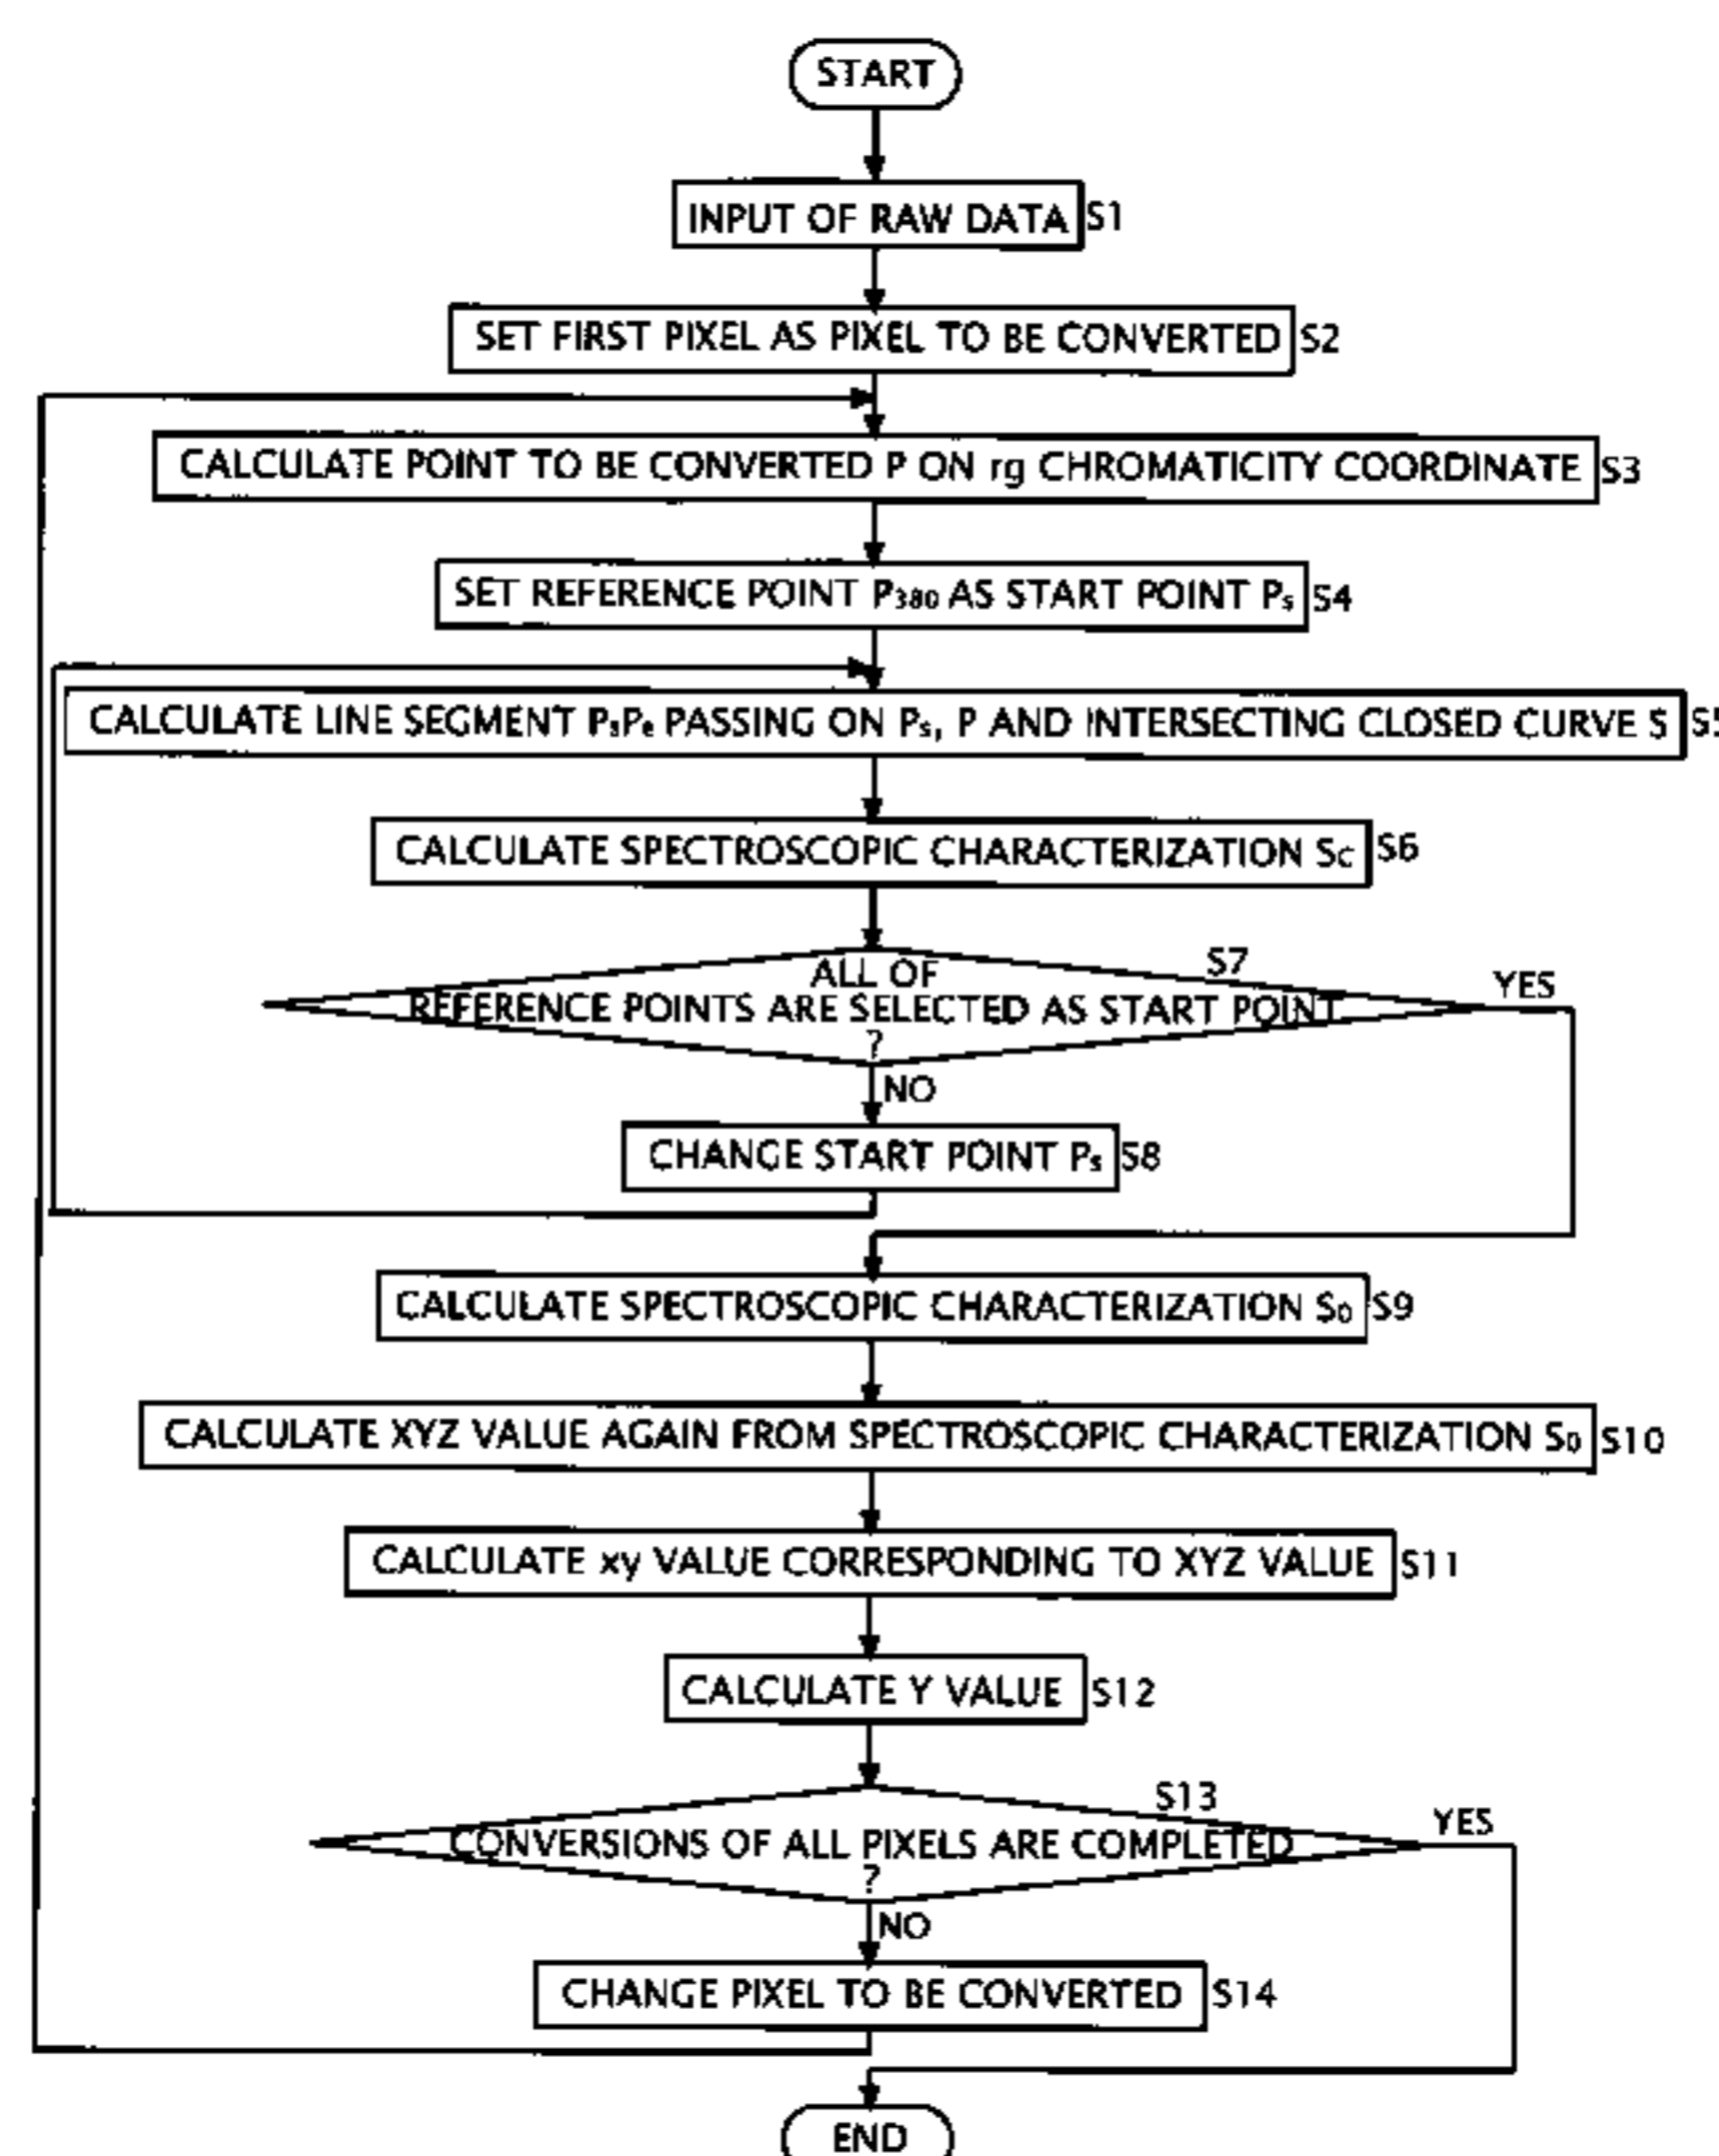 START
INPUT OF RAW DATA S1
SET FIRST PIXEL AS PIXEL TO BE CONVERTED S2
CALCULATE POINT TO BE CONVERTED P ON rg CHROMATICITY COORDINATE S3
SET REFERENCE POINT P380 AS START POINT Ps S4
CALCULATE LINE SEGMENT PsPe PASSING ON Ps, P AND INTERSECTING CLOSED CURVE S S5
CALCULATE SPECTROSCOPIC CHARACTERIZATION Sc S6
S7
ALL OF
REFERENCE POINTS ARE SELECTED AS START POINT
?
YES
NO
CHANGE START POINT Ps S8
CALCULATE SPECTROSCOPIC CHARACTERIZATION S0 S9
CALCULATE XYZ VALUE AGAIN FROM SPECTROSCOPIC CHARACTERIZATION S0 S10
CALCULATE xy VALUE CORRESPONDING TO XYZ VALUE S11
CALCULATE Y VALUE S12
S13
CONVERSIONS OF ALL PIXELS ARE COMPLETED
?
YES
NO
CHANGE PIXEL TO BE CONVERTED S14
END